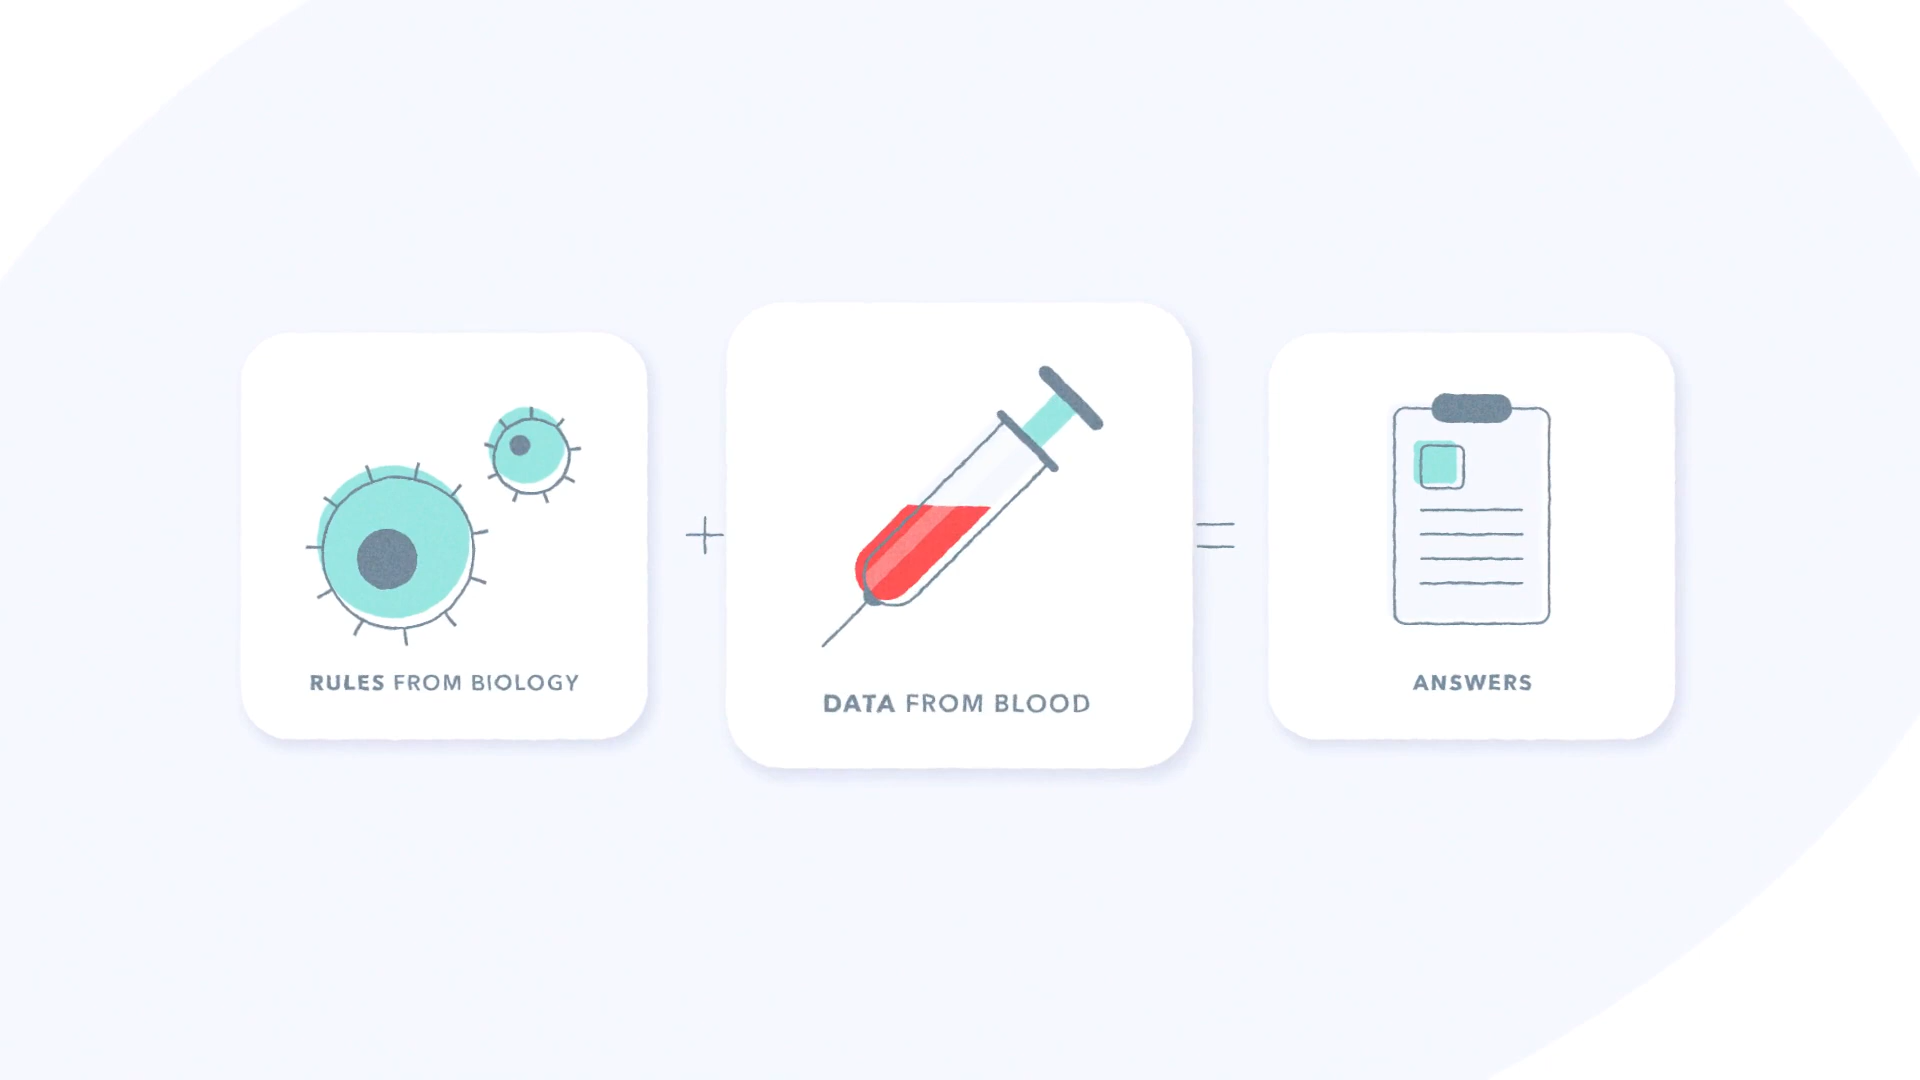 RULES FROM BIOLOGY
+
DATA FROM BLOOD
=
ANSWERS